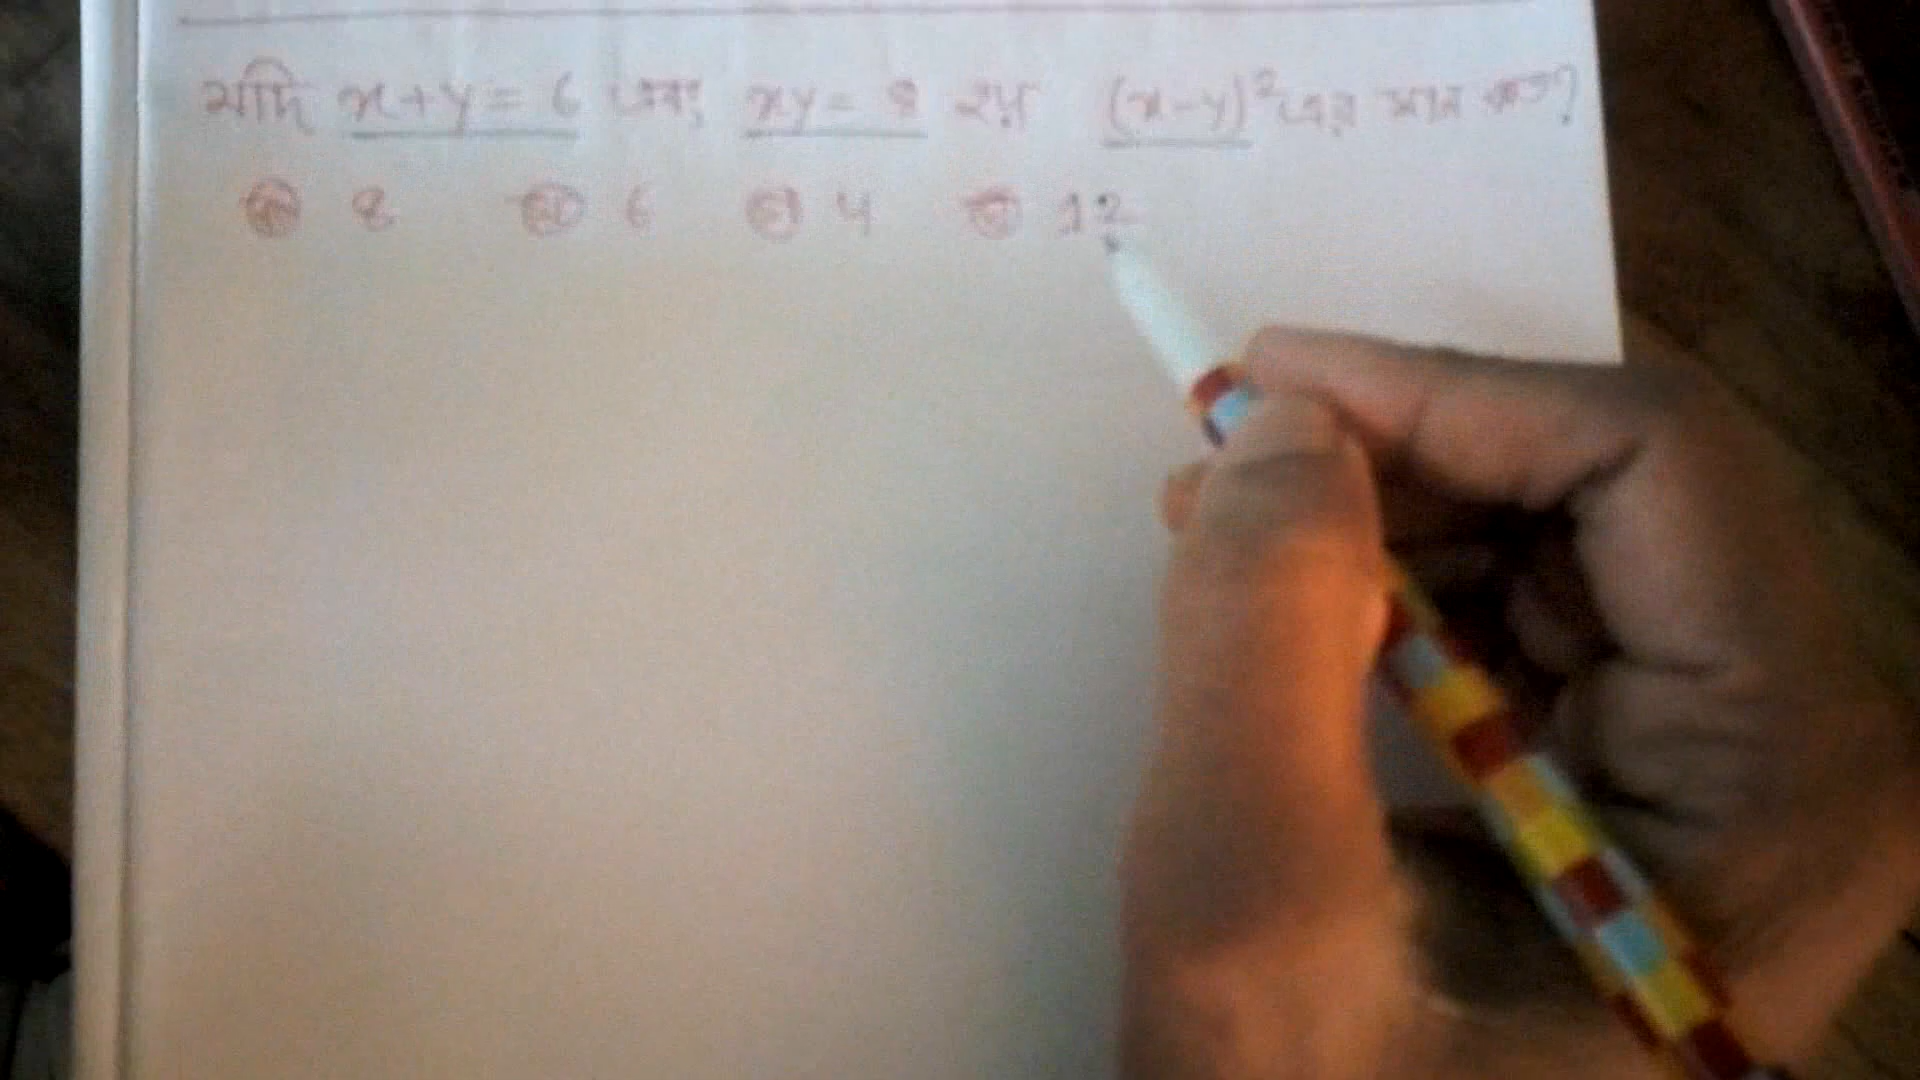 যদি x+y= 6 এবং xy= 8 হয় (x-y)² এর মান কত?
ক 8 খ 6 গ 4 ঘ 12